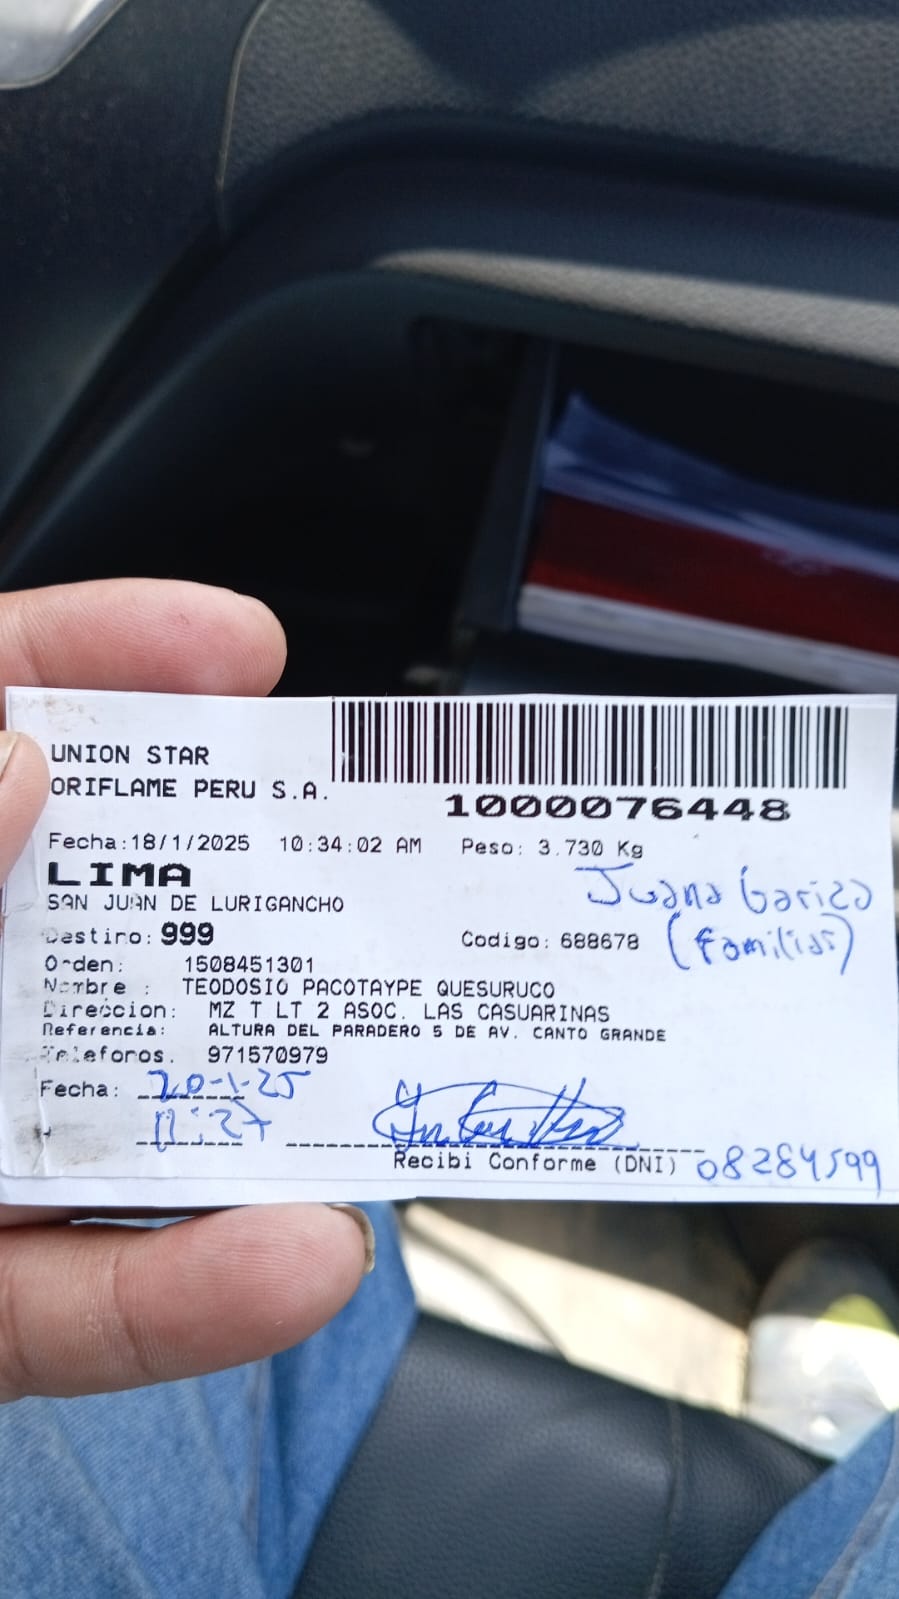 UNION STAR
ORIFLAME PERU S.A.
1000076448
Fecha:18/1/2025 10:34:02 AM Peso: 3.730 Kg
LIMA
SAN JUAN DE LURIGANCHO
Juana
(Familiar)
Destino: 999 Codigo: 688678
Orden: 1508451301
Nombre : TEODOSIO PACOTAYPE QUESURUCO
Direccion: MZ T LT 2 ASOC. LAS CASUARINAS
Referencia: ALTURA DEL PARADERO 5 DE AV. CANTO GRANDE
Telefonos. 971570979
Fecha: 20-1-25
Recibi Conforme (DNI) 08284599